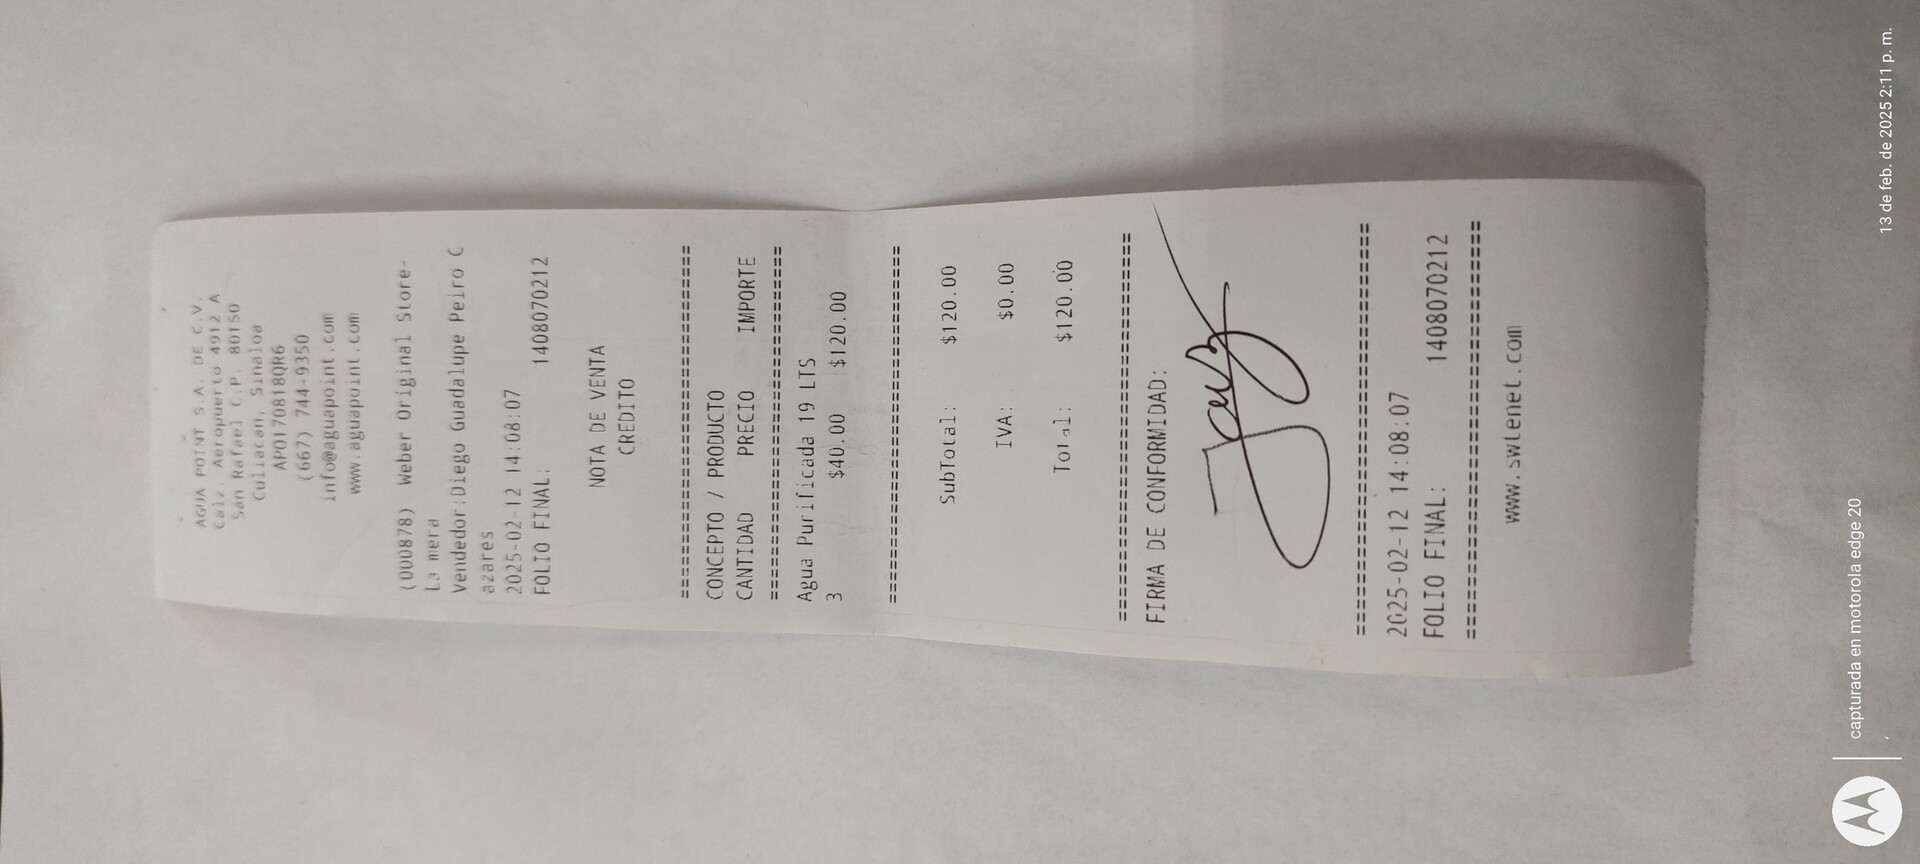 AGUA POINT S.A. DE C.V.
Calz. Aeropuerto 4912 A
San Rafael C.P. 80150
Culiacan, Sinaloa
APO170818QR6
(667) 744-9350
info@aguapoint.com
www.aguapoint.com
(000878) Weber Original Store-
La mera
Vendedor:Diego Guadalupe Peiro C
azares
2025-02-12 14:08:07
FOLIO FINAL: 1408070212
NOTA DE VENTA
CREDITO
================================
CONCEPTO / PRODUCTO
CANTIDAD PRECIO IMPORTE
================================
Agua Purificada 19 LTS
3 $40.00 $120.00
================================
SubTotal: $120.00
IVA: $0.00
Total: $120.00
================================
FIRMA DE CONFORMIDAD:
================================
2025-02-12 14:08:07
FOLIO FINAL: 1408070212
================================
www.swtenet.com
capturada en motorola edge 20
13 de feb. de 2025 2:11 p. m.